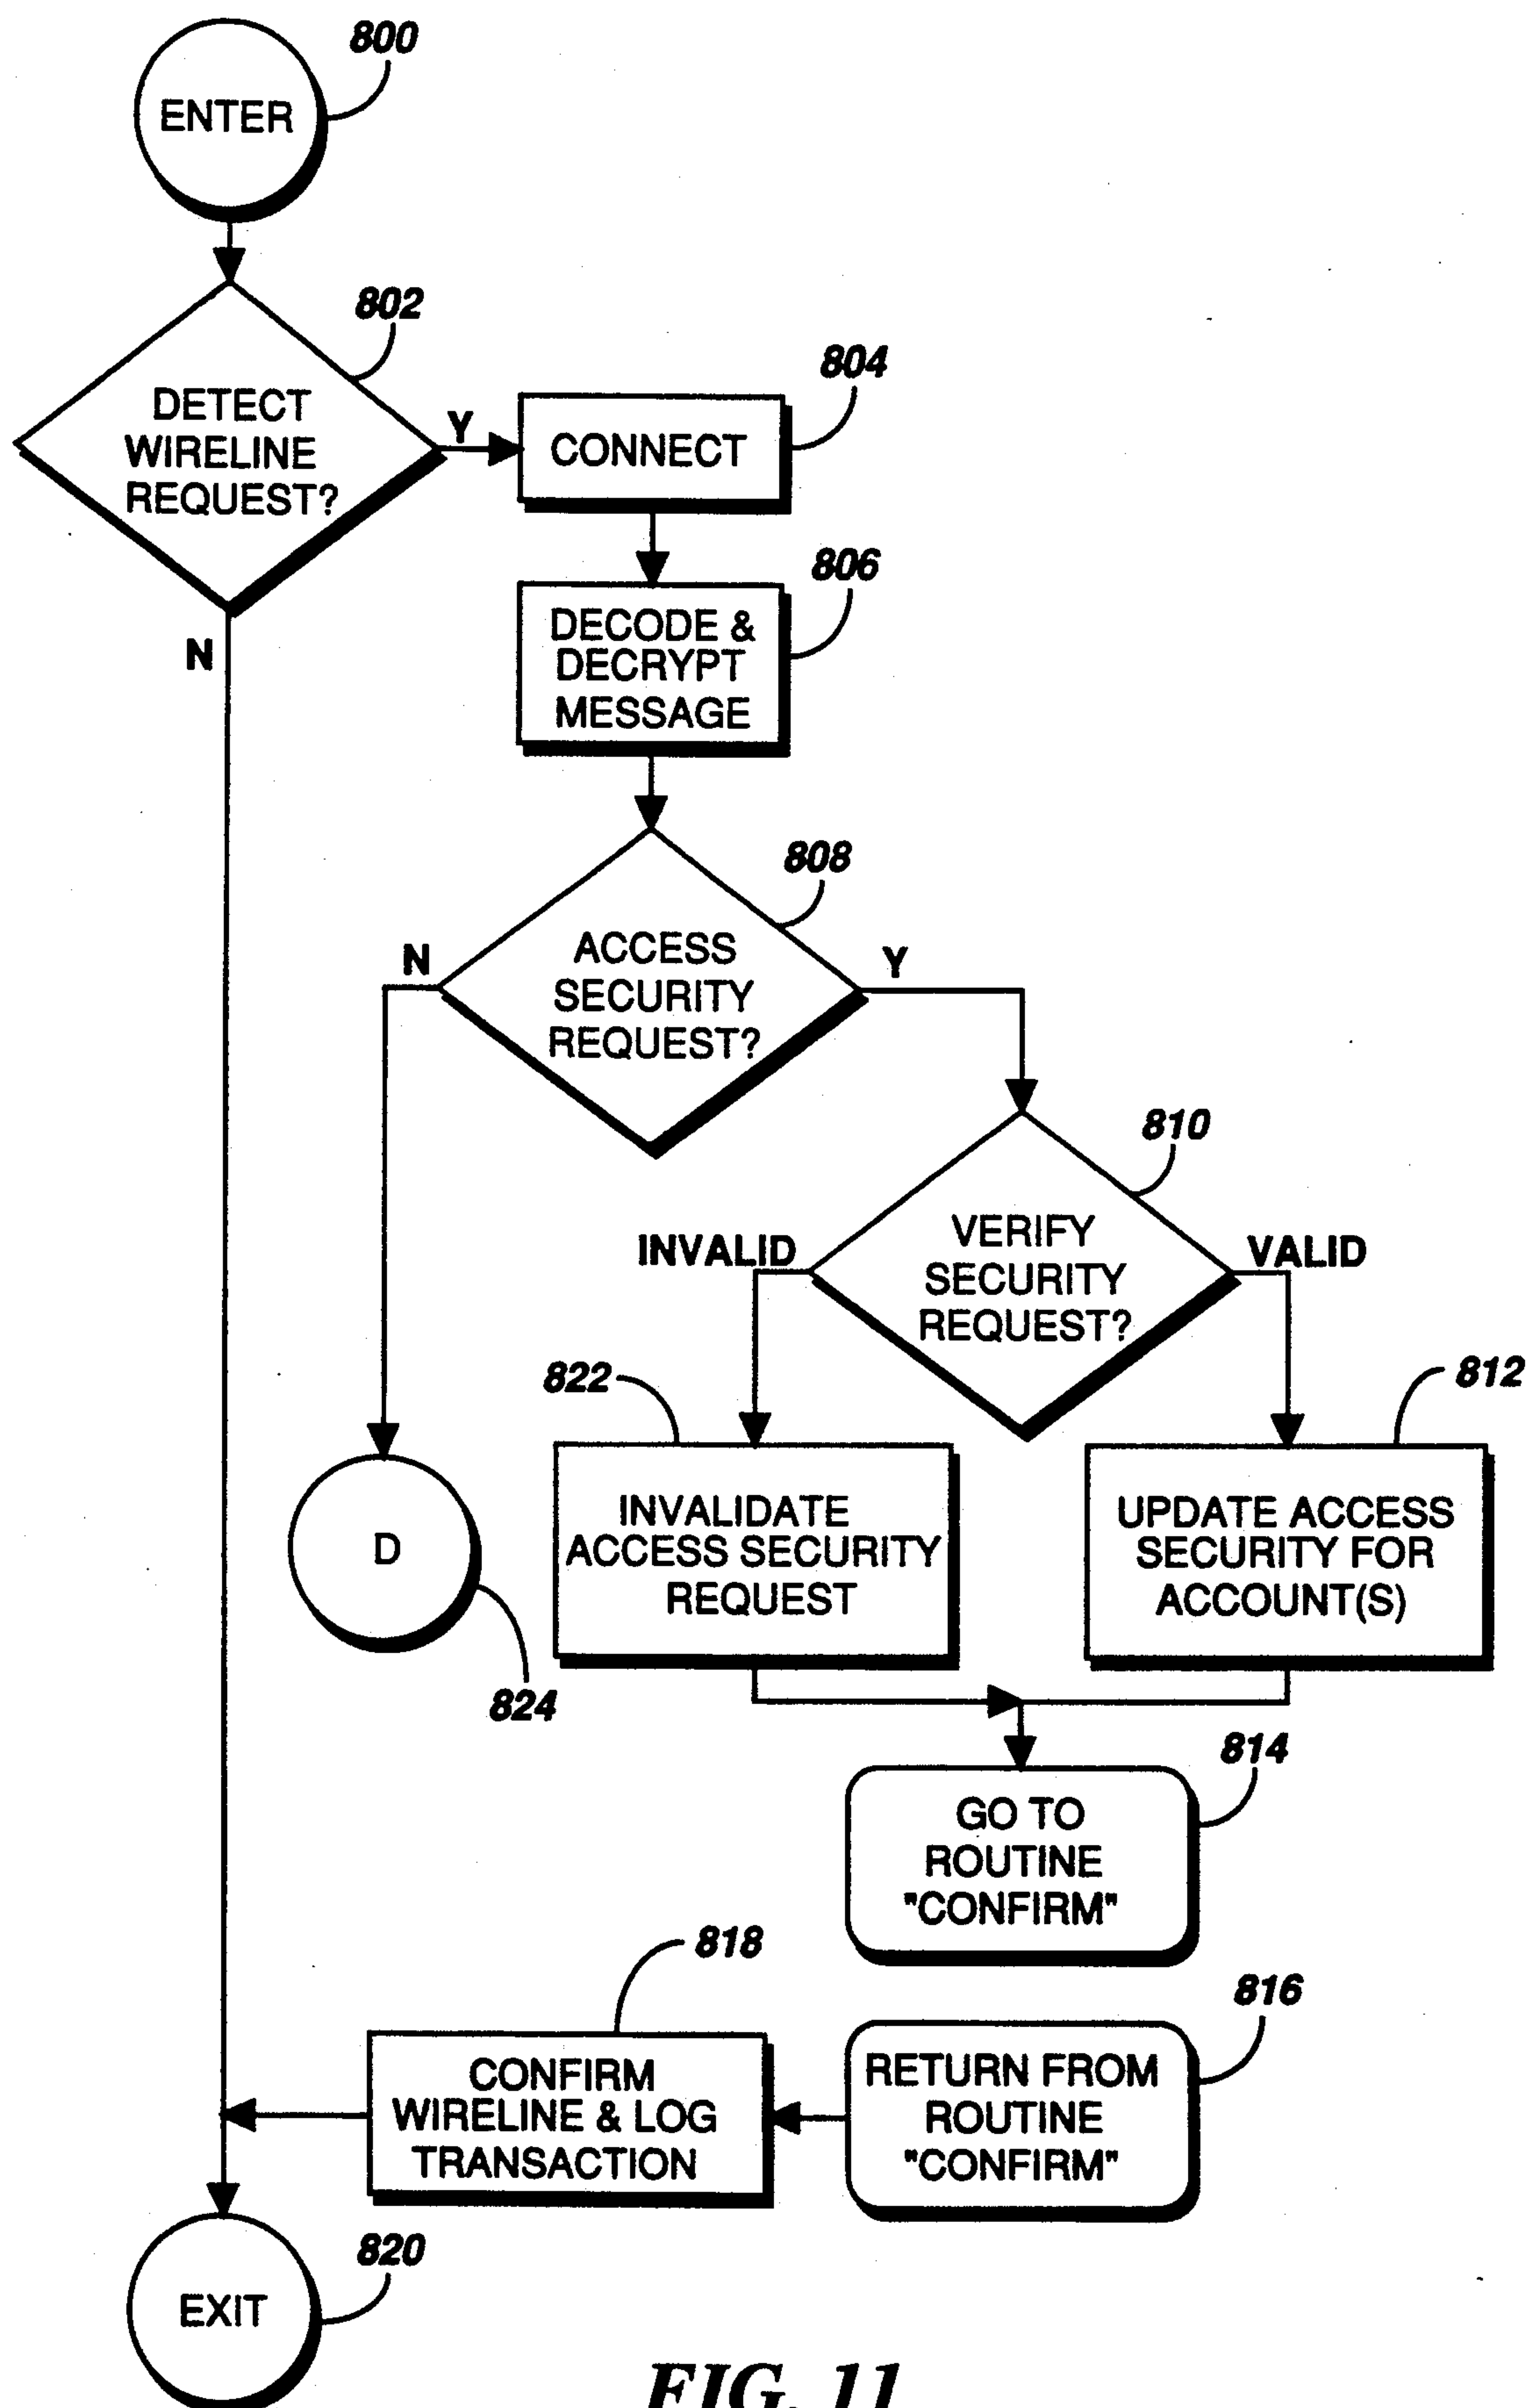 800
ENTER
802
DETECT
WIRELINE
REQUEST?
Y
N
804
CONNECT
806
DECODE &
DECRYPT
MESSAGE
808
ACCESS
SECURITY
REQUEST?
N
Y
810
VERIFY
SECURITY
REQUEST?
INVALID
VALID
822
INVALIDATE
ACCESS SECURITY
REQUEST
812
UPDATE ACCESS
SECURITY FOR
ACCOUNT(S)
D
824
814
GO TO
ROUTINE
"CONFIRM"
816
RETURN FROM
ROUTINE
"CONFIRM"
818
CONFIRM
WIRELINE & LOG
TRANSACTION
820
EXIT
FIG. 11